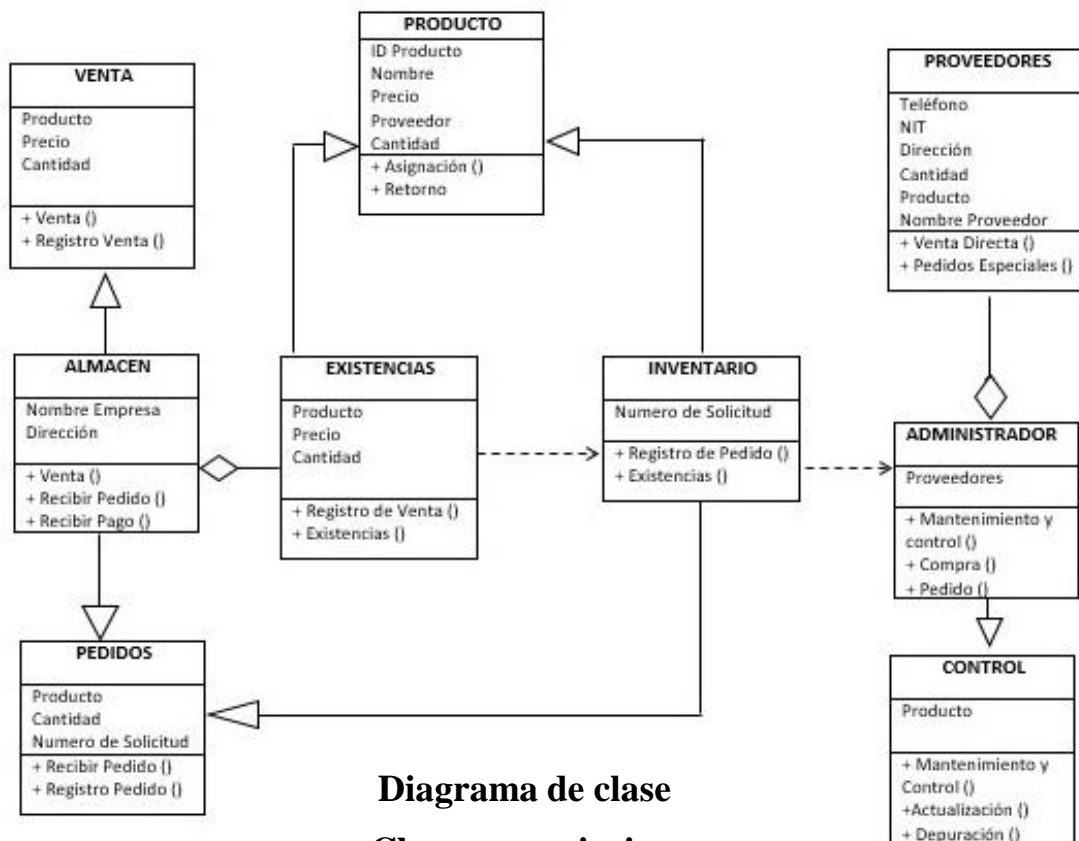 PRODUCTO
ID Producto
Nombre
Precio
Proveedor
Cantidad
+ Asignación ()
+ Retorno
VENTA
Producto
Precio
Cantidad
+ Venta ()
+ Registro Venta ()
PROVEEDORES
Teléfono
NIT
Dirección
Cantidad
Producto
Nombre Proveedor
+ Venta Directa ()
+ Pedidos Especiales ()
ALMACEN
Nombre Empresa
Dirección
+ Venta ()
+ Recibir Pedido ()
+ Recibir Pago ()
EXISTENCIAS
Producto
Precio
Cantidad
+ Registro de Venta ()
+ Existencias ()
INVENTARIO
Numero de Solicitud
+ Registro de Pedido ()
+ Existencias ()
ADMINISTRADOR
Proveedores
+ Mantenimiento y
control ()
+ Compra ()
+ Pedido ()
PEDIDOS
Producto
Cantidad
Numero de Solicitud
+ Recibir Pedido ()
+ Registro Pedido ()
CONTROL
Producto
+ Mantenimiento y
Control ()
+Actualización ()
+ Depuración ()
Diagrama de clase